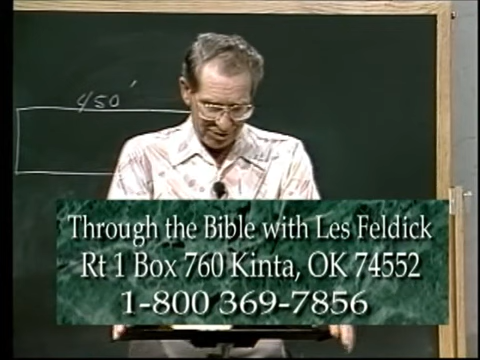 450'
Through the Bible with Les Feldick
Rt 1 Box 760 Kinta, OK 74552
1-800 369-7856